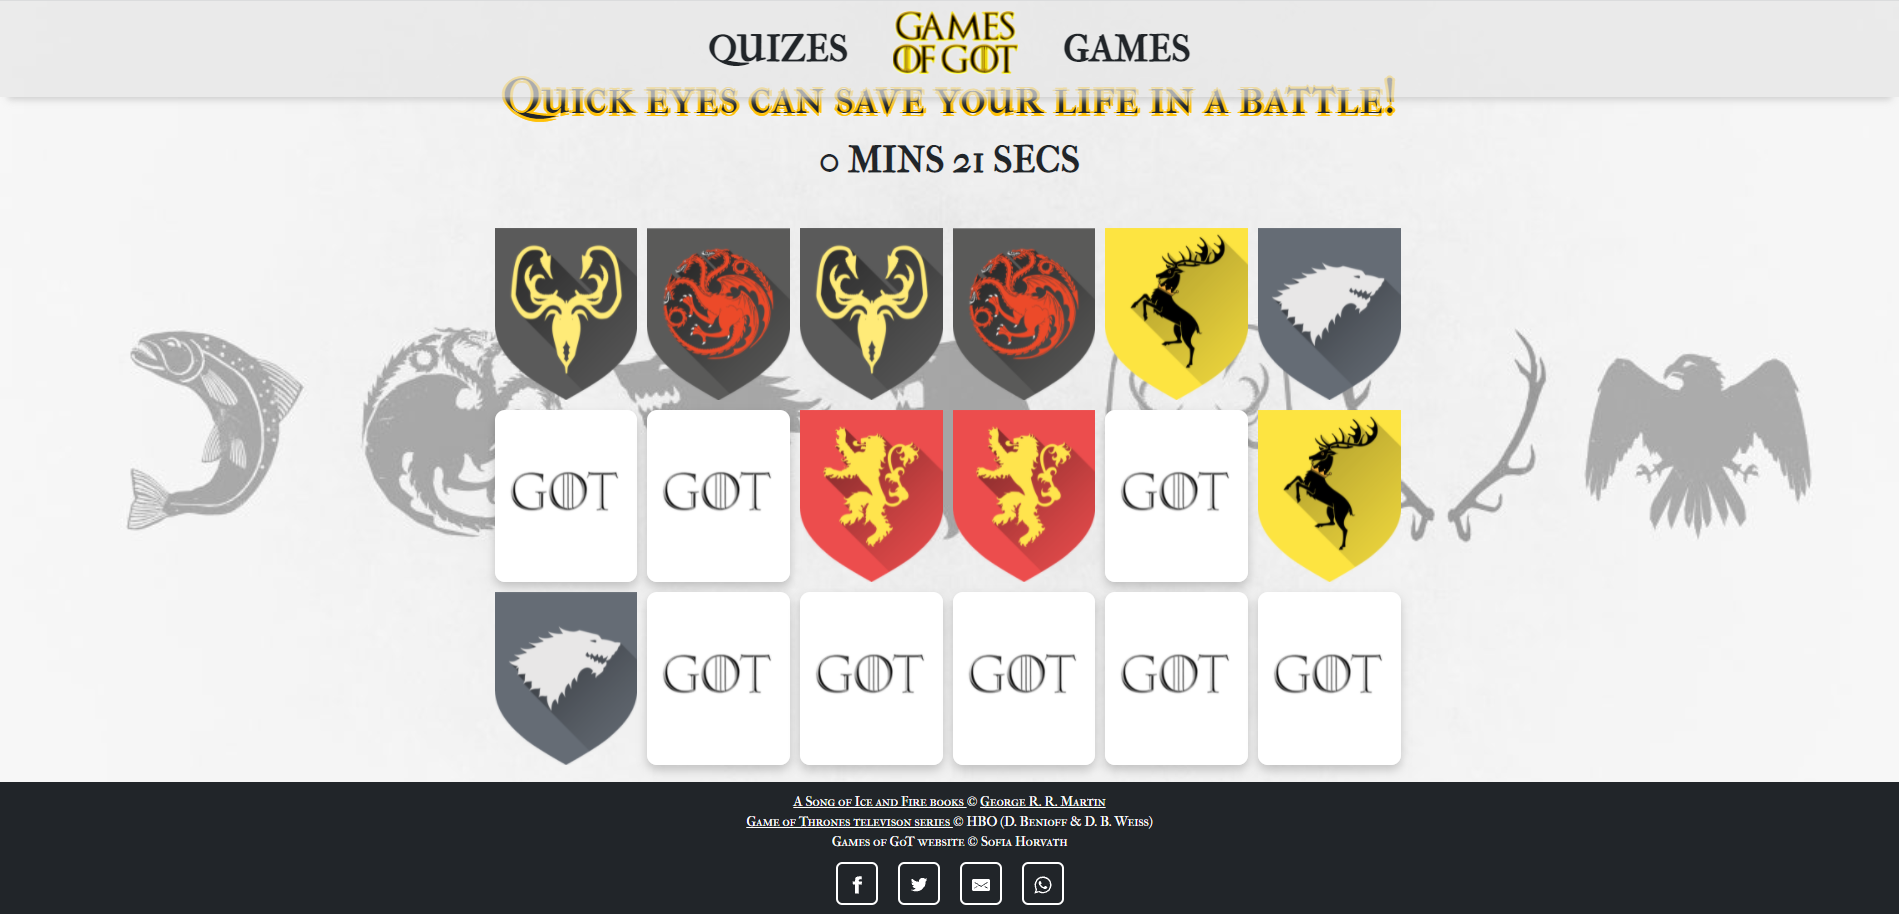 QUIZES
GAMES
OF GOT
GAMES
Quick eyes can save your life in a battle!
0 MINS 21 SECS
GOT GOT GOT
GOT GOT GOT GOT GOT
A Song of Ice and Fire books © George R. R. Martin
Game of Thrones televison series © HBO (D. Benioff & D. B. Weiss)
Games of GoT website © Sofia Horvath